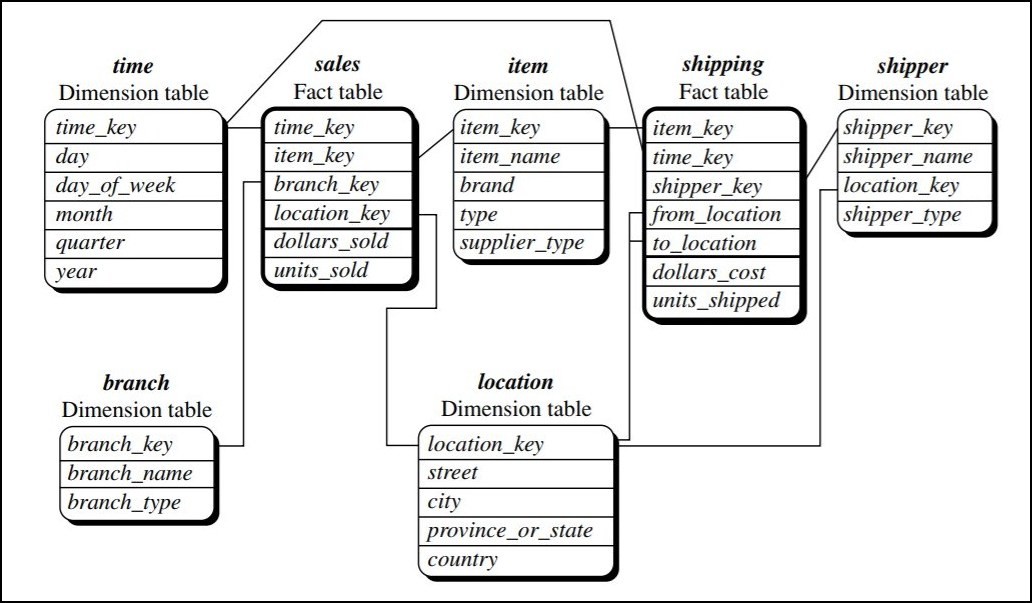 time
Dimension table
time_key
day
day_of_week
month
quarter
year
sales
Fact table
time_key
item_key
branch_key
location_key
dollars_sold
units_sold
item
Dimension table
item_key
item_name
brand
type
supplier_type
shipping
Fact table
item_key
time_key
shipper_key
from_location
to_location
dollars_cost
units_shipped
shipper
Dimension table
shipper_key
shipper_name
location_key
shipper_type
branch
Dimension table
branch_key
branch_name
branch_type
location
Dimension table
location_key
street
city
province_or_state
country